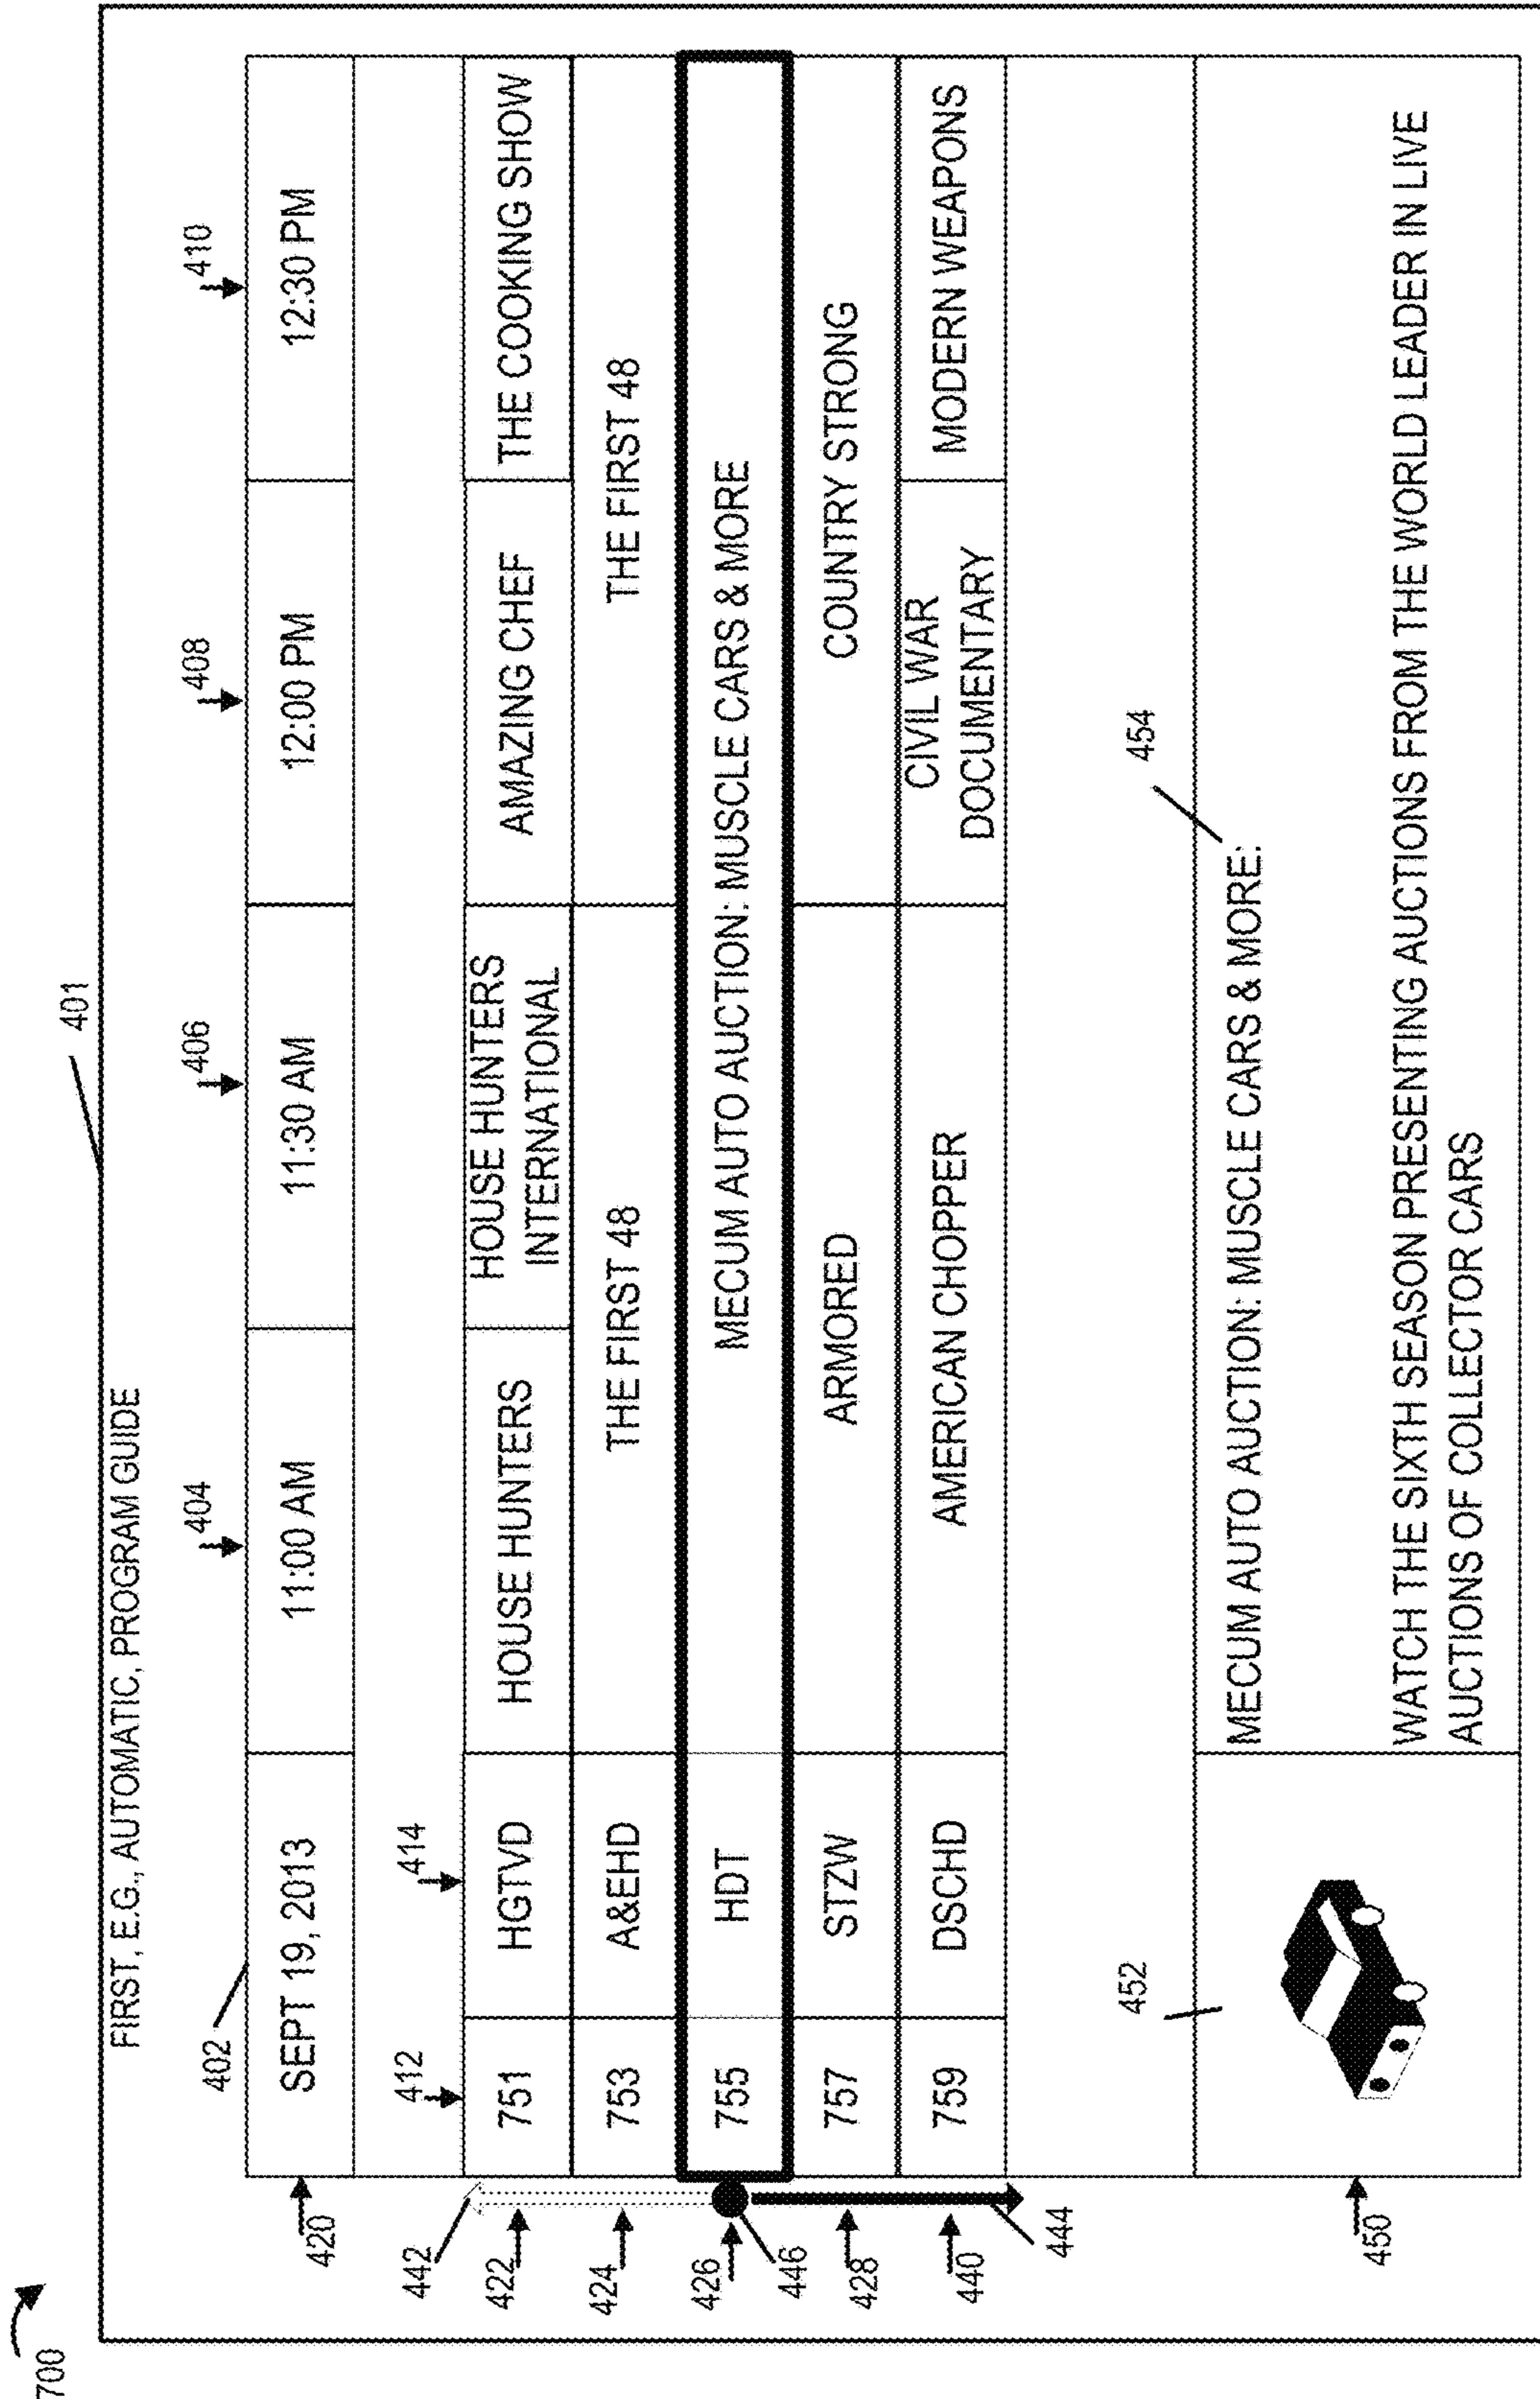 700
401
FIRST, E.G., AUTOMATIC, PROGRAM GUIDE
402
404
406
408
410
420
SEPT 19, 2013
11:00 AM
11:30 AM
12:00 PM
12:30 PM
412
414
442
422
751
HGTVD
HOUSE HUNTERS
HOUSE HUNTERS
INTERNATIONAL
AMAZING CHEF
THE COOKING SHOW
424
753
A&EHD
THE FIRST 48
THE FIRST 48
426
755
HDT
MECUM AUTO AUCTION: MUSCLE CARS & MORE
446
428
757
STZW
ARMORED
COUNTRY STRONG
440
759
DSCHD
AMERICAN CHOPPER
CIVIL WAR
DOCUMENTARY
MODERN WEAPONS
444
452
454
450
MECUM AUTO AUCTION: MUSCLE CARS & MORE:
WATCH THE SIXTH SEASON PRESENTING AUCTIONS FROM THE WORLD LEADER IN LIVE
AUCTIONS OF COLLECTOR CARS